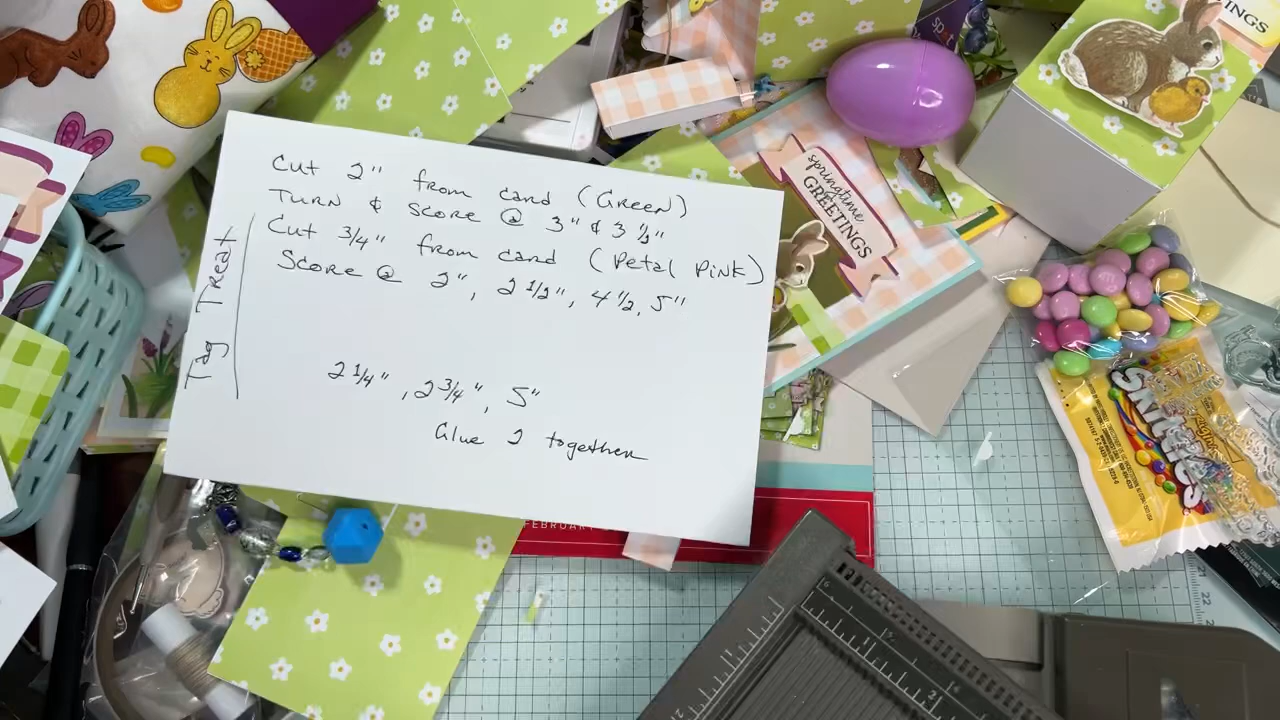 Cut 2" from card (Green)
Turn & Score @ 3" & 3 1/2"
Cut 3/4" from card (Petal Pink)
Score @ 2", 2 1/2", 4 1/2, 5"
Tag Treat
2 1/4", 2 3/4", 5"
Glue 2 together
springtime
GREETINGS
FEBRUARY
SKITTLES